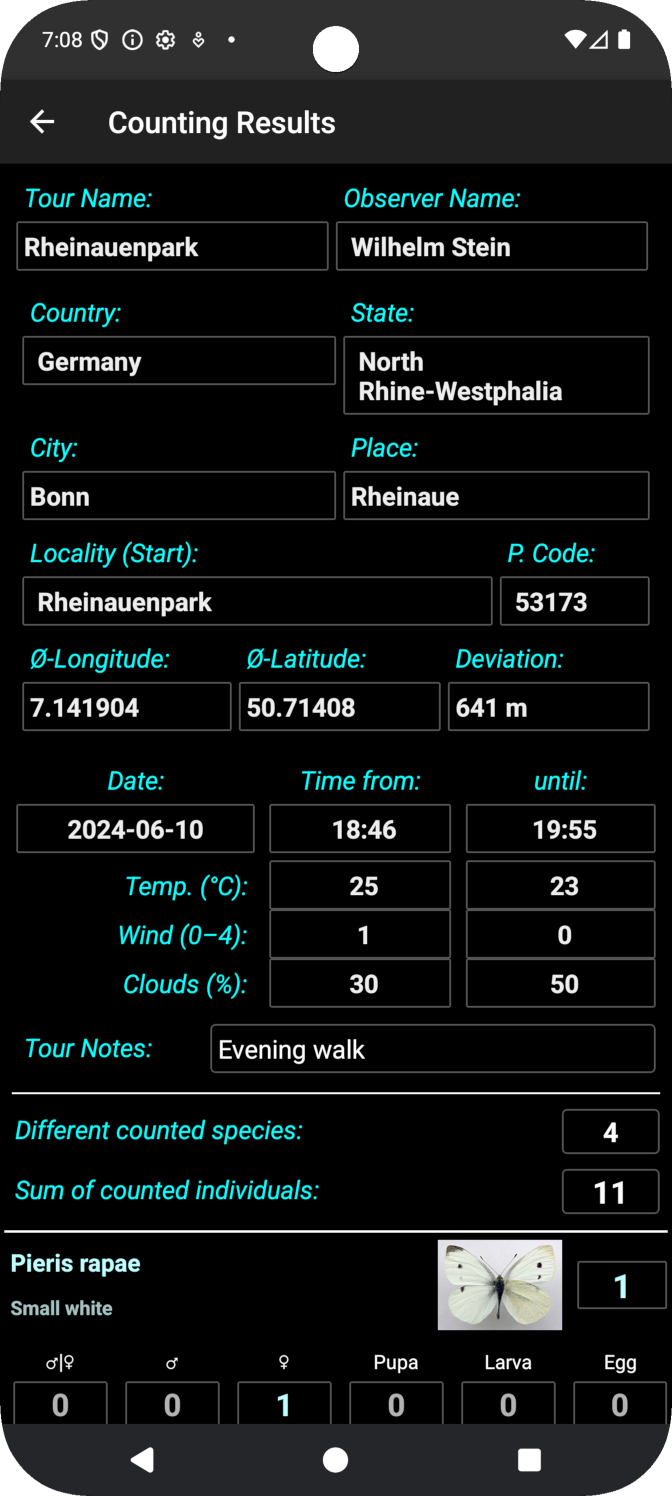 7:08
Counting Results
Tour Name: Observer Name:
Rheinauenpark Wilhelm Stein
Country: State:
Germany North
Rhine-Westphalia
City: Place:
Bonn Rheinaue
Locality (Start): P. Code:
Rheinauenpark 53173
Ø-Longitude: Ø-Latitude: Deviation:
7.141904 50.71408 641 m
Date: Time from: until:
2024-06-10 18:46 19:55
Temp. (°C): 25 23
Wind (0–4): 1 0
Clouds (%): 30 50
Tour Notes: Evening walk
Different counted species: 4
Sum of counted individuals: 11
Pieris rapae 1
Small white
♂|♀ ♂ ♀ Pupa Larva Egg
0 0 1 0 0 0